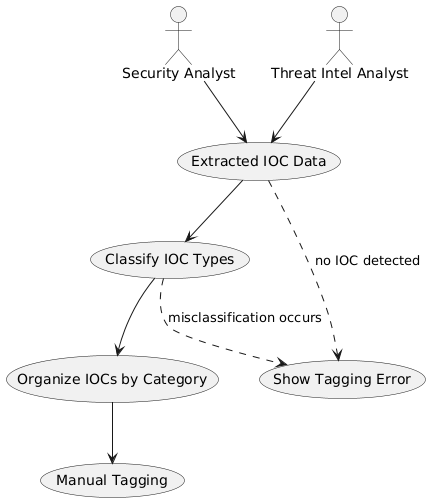 Security Analyst
Threat Intel Analyst
Extracted IOC Data
Classify IOC Types
no IOC detected
misclassification occurs
Organize IOCs by Category
Show Tagging Error
Manual Tagging